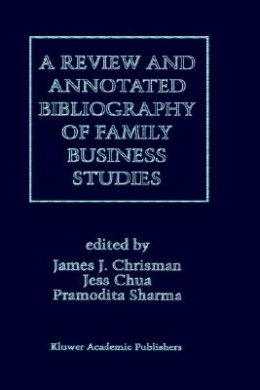 A REVIEW AND
ANNOTATED
BIBLIOGRAPHY
OF FAMILY
BUSINESS
STUDIES
edited by
James J. Chrisman
Jess Chua
Pramodita Sharma
Kluwer Academic Publishers